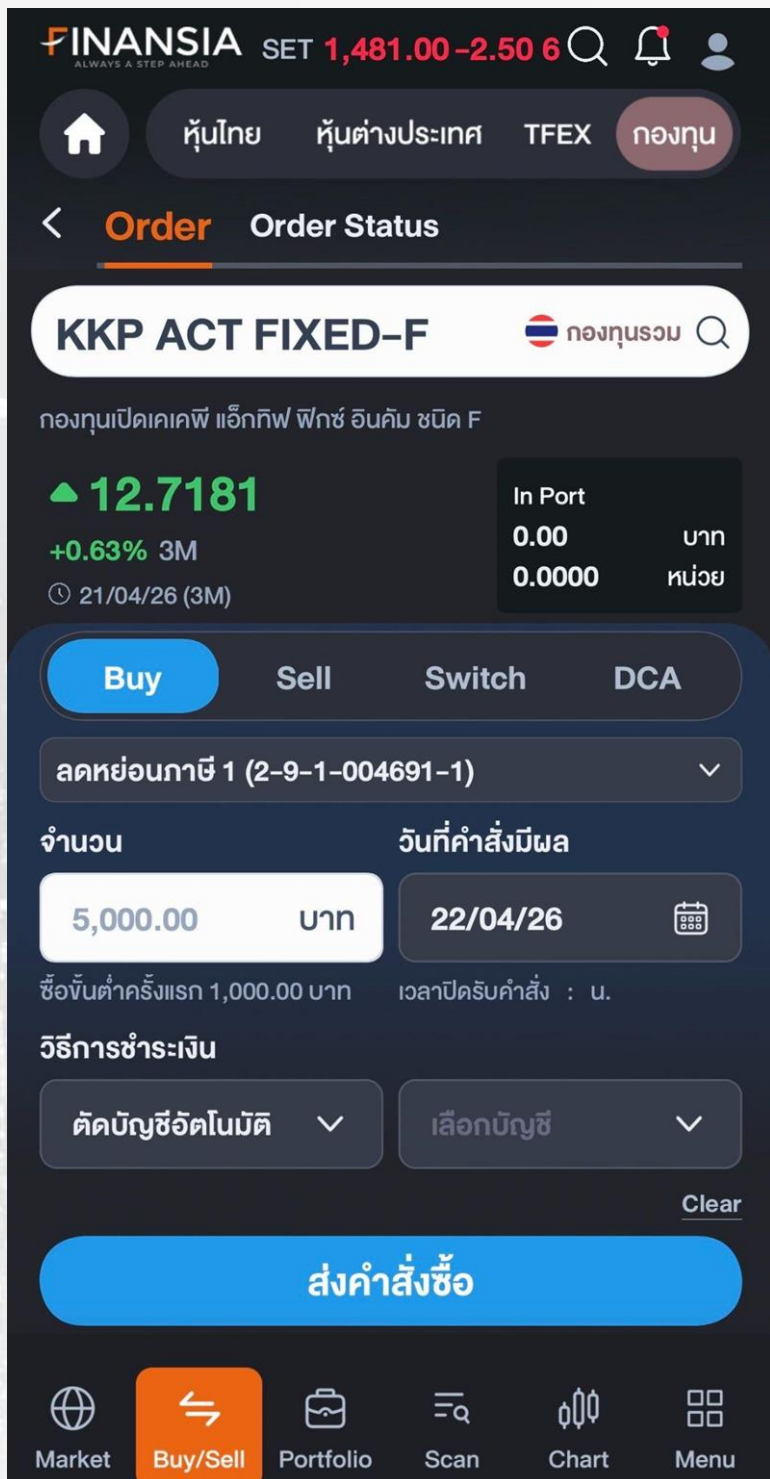 FINANSIA SET 1,481.00 -2.50 6
ALWAYS A STEP AHEAD
หุ้นไทย หุ้นต่างประเทศ TFEX กองทุน
Order Order Status
KKP ACT FIXED-F กองทุนรวม
กองทุนเปิดเคเคพี แอ็กทิฟ ฟิกซ์ อินคัม ชนิด F
12.7181
+0.63% 3M
21/04/26 (3M)
In Port
0.00 บาท
0.0000 หน่วย
Buy Sell Switch DCA
ลดหย่อนภาษี 1 (2-9-1-004691-1)
จำนวน วันที่คำสั่งมีผล
5,000.00 บาท 22/04/26
ซื้อขั้นต่ำครั้งแรก 1,000.00 บาท เวลาปิดรับคำสั่ง : น.
วิธีการชำระเงิน
ตัดบัญชีอัตโนมัติ เลือกบัญชี
Clear
ส่งคำสั่งซื้อ
Market Buy/Sell Portfolio Scan Chart Menu